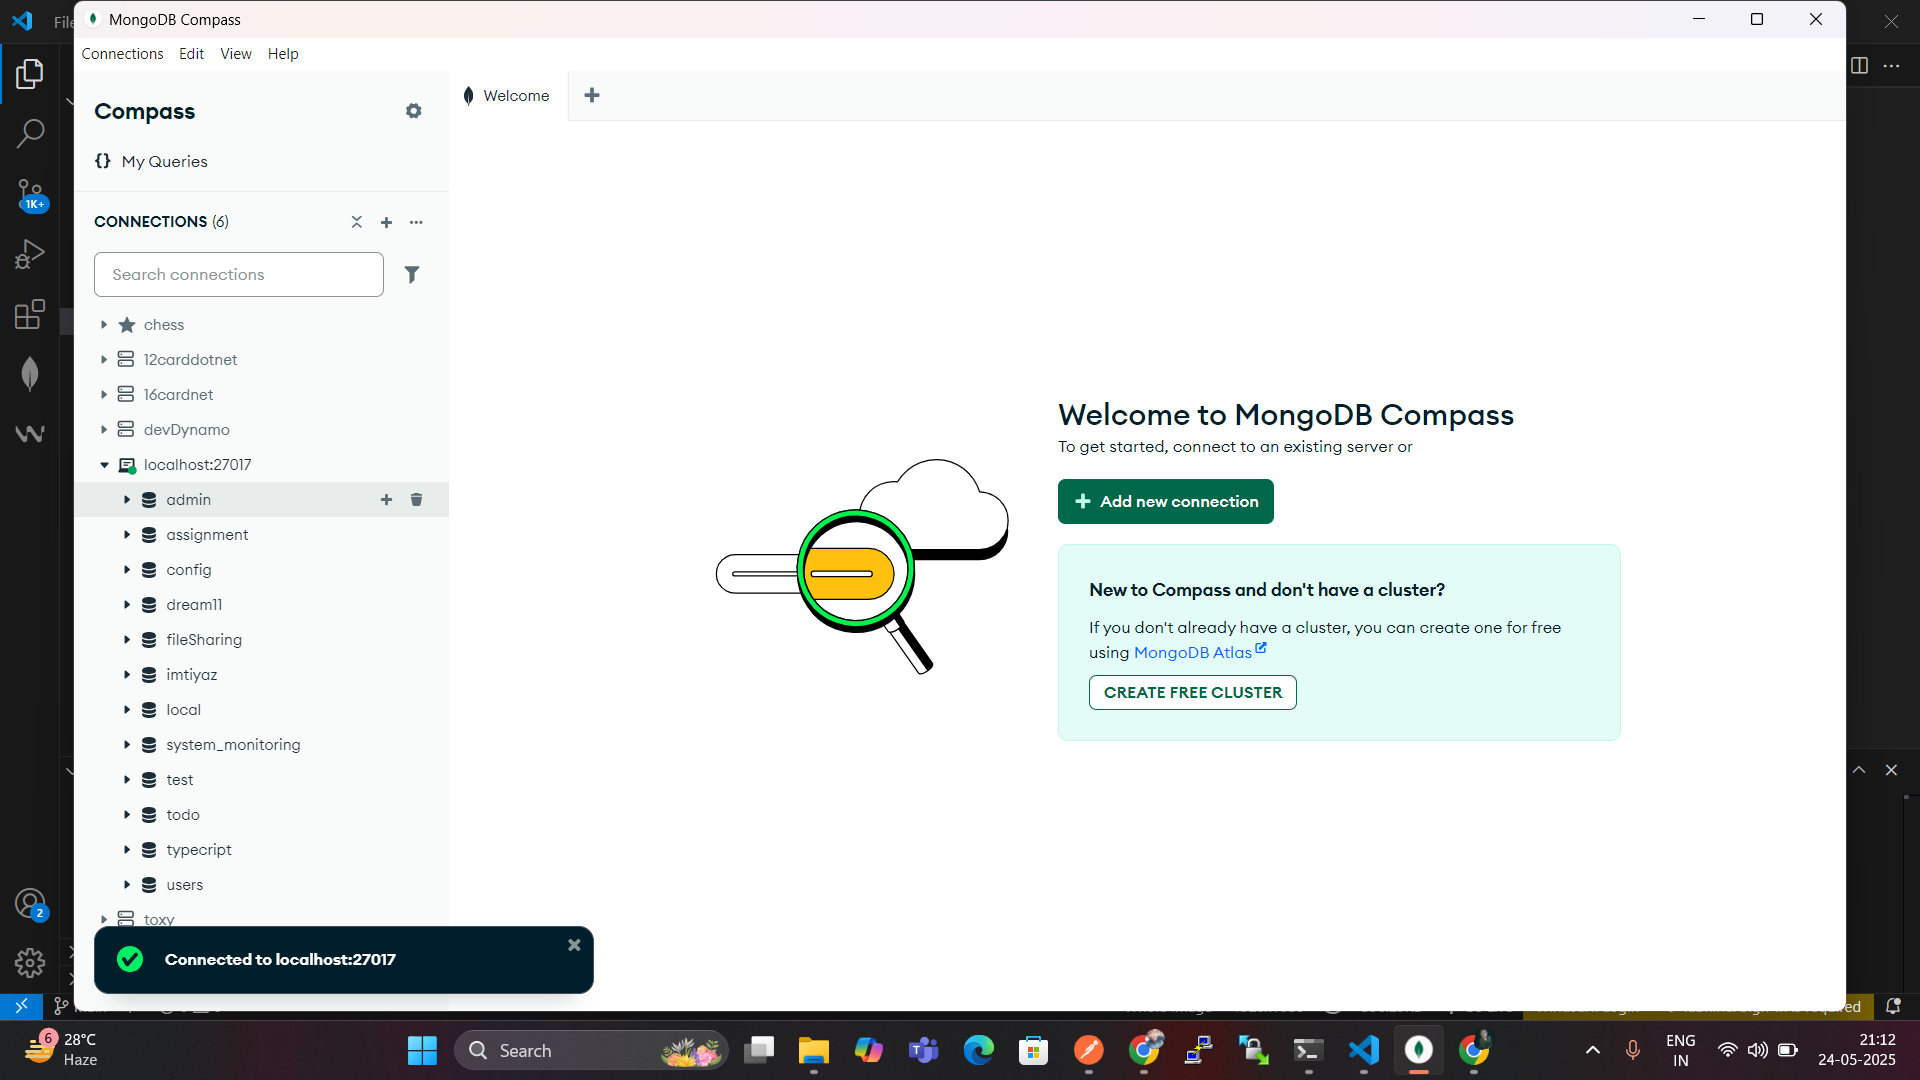 File
MongoDB Compass
Connections Edit View Help
Compass
Welcome
{} My Queries
CONNECTIONS (6)
Search connections
chess
12carddotnet
16cardnet
devDynamo
localhost:27017
admin
assignment
config
dream11
fileSharing
imtiyaz
local
system_monitoring
test
todo
typecript
users
toxy
Connected to localhost:27017
Welcome to MongoDB Compass
To get started, connect to an existing server or
Add new connection
New to Compass and don't have a cluster?
If you don't already have a cluster, you can create one for free
using MongoDB Atlas
CREATE FREE CLUSTER
1K+
2
6
28°C
Haze
Search
ENG
IN
21:12
24-05-2025